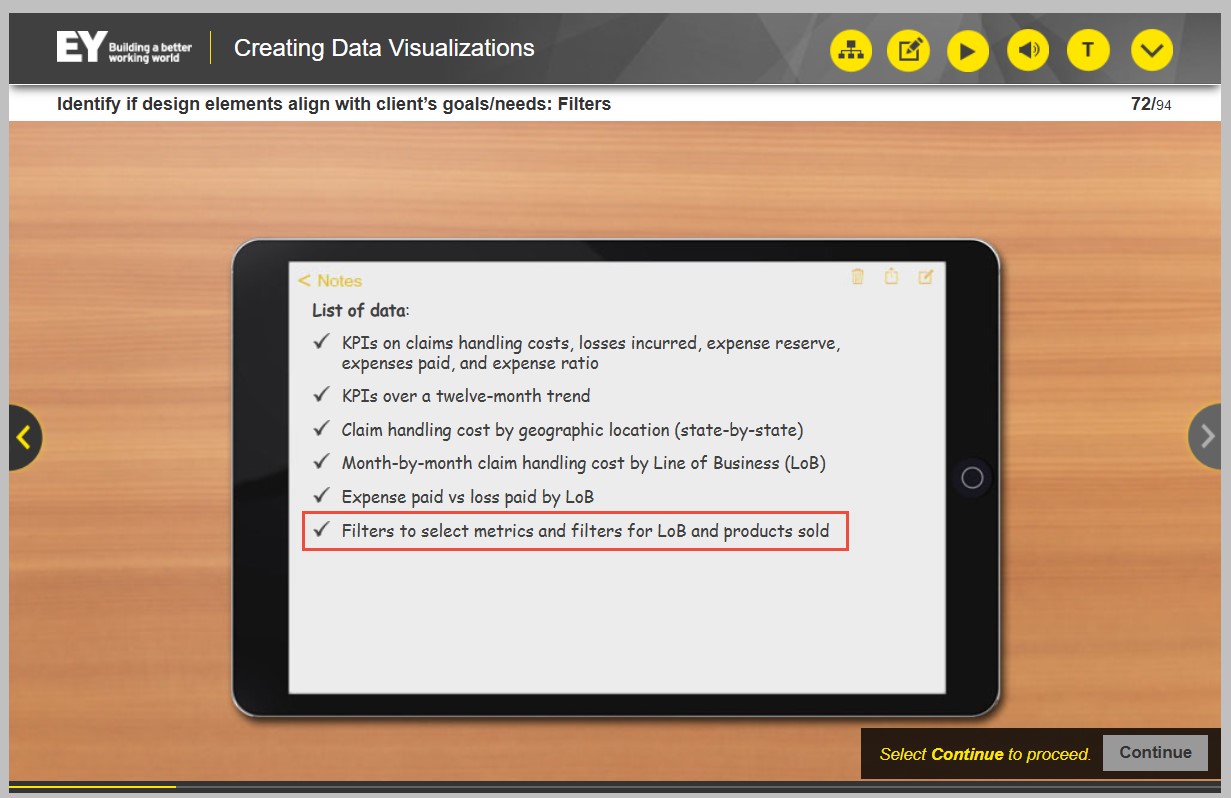 EY Building a better
working world
Creating Data Visualizations
T
Identify if design elements align with client's goals/needs: Filters
72/94
< Notes
List of data:
✓ KPIs on claims handling costs, losses incurred, expense reserve,
expenses paid, and expense ratio
✓ KPIs over a twelve-month trend
✓ Claim handling cost by geographic location (state-by-state)
✓ Month-by-month claim handling cost by Line of Business (LoB)
✓ Expense paid vs loss paid by LoB
✓ Filters to select metrics and filters for LoB and products sold
Select Continue to proceed.
Continue